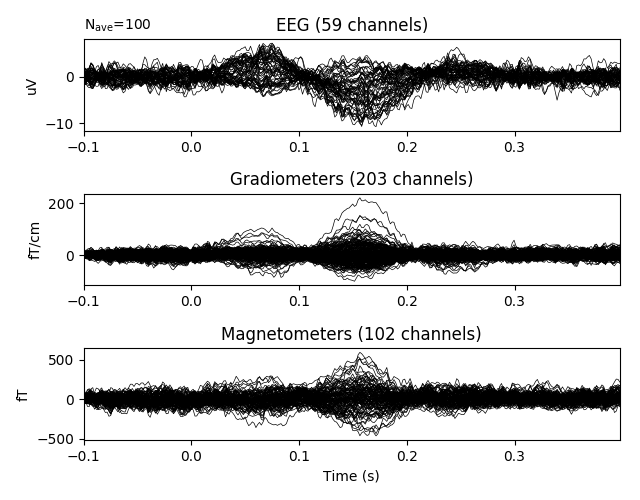 N_ave=100
EEG (59 channels)
uV
0
−10
−0.1 0.0 0.1 0.2 0.3
Gradiometers (203 channels)
fT/cm
200
0
−0.1 0.0 0.1 0.2 0.3
Magnetometers (102 channels)
fT
500
0
−500
−0.1 0.0 0.1 0.2 0.3
Time (s)